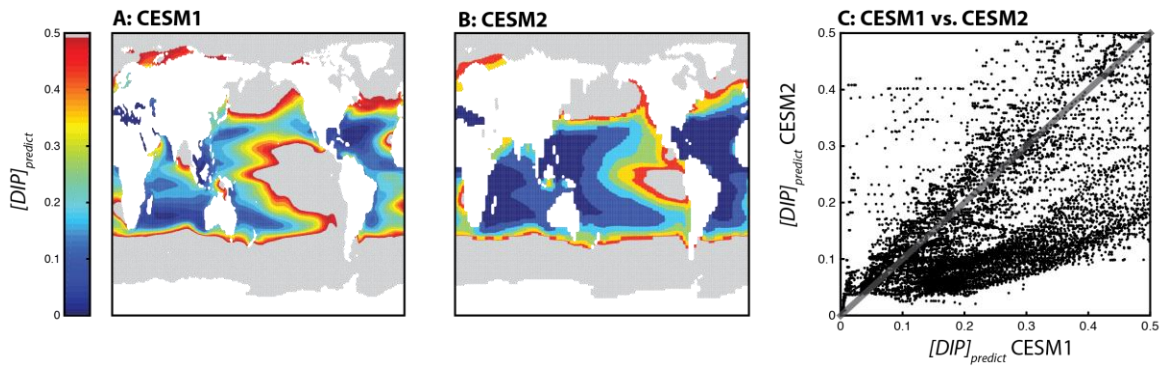 A: CESM1
B: CESM2
C: CESM1 vs. CESM2
[DIP]predict
0.5
0.4
0.3
0.2
0.1
0
[DIP]predict CESM2
0.5
0.4
0.3
0.2
0.1
0
0 0.1 0.2 0.3 0.4 0.5
[DIP]predict CESM1